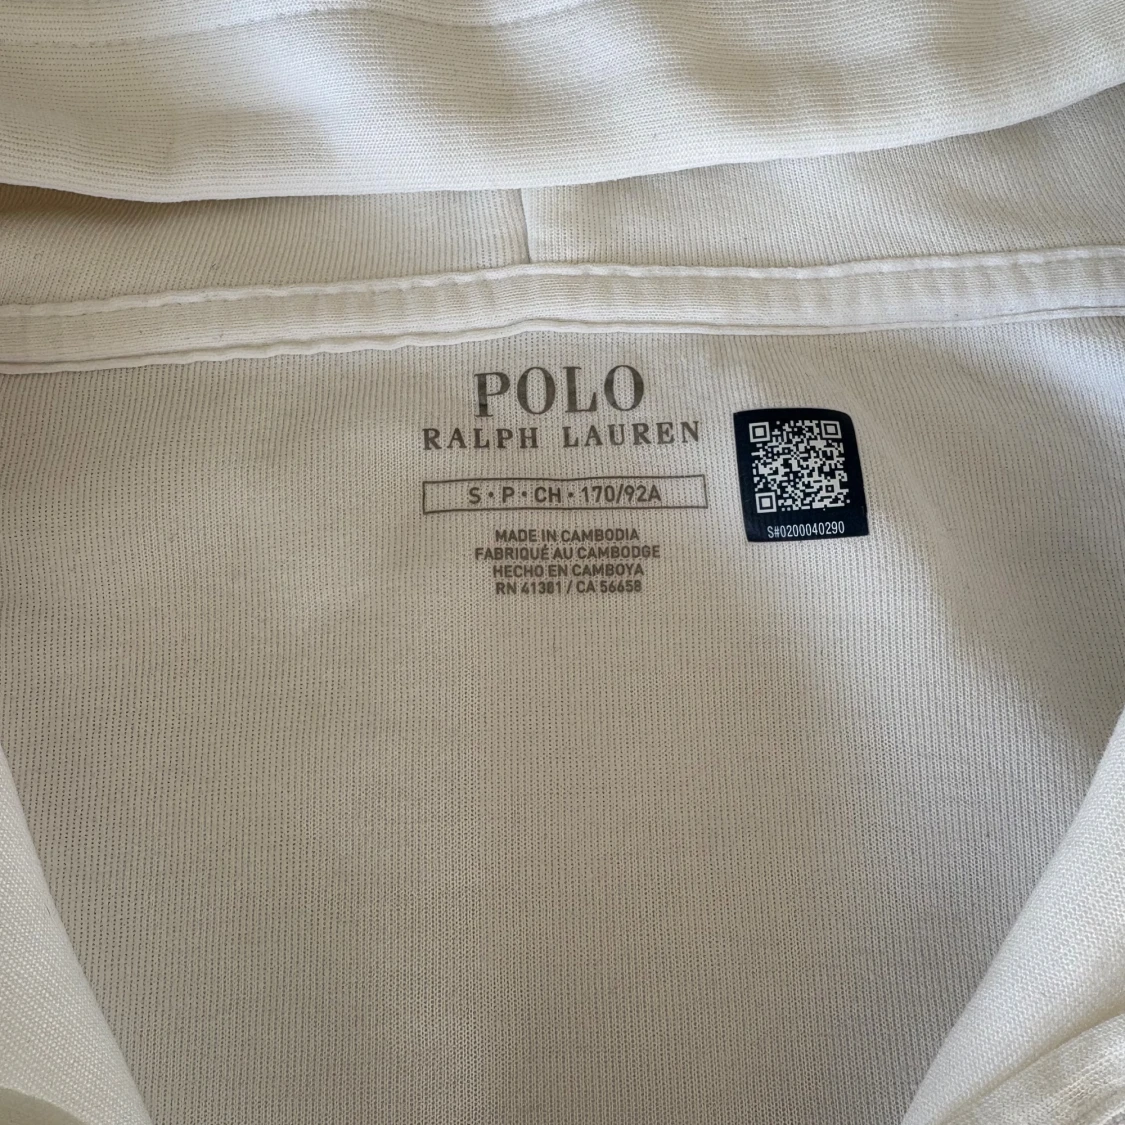 POLO
RALPH LAUREN
S • P • CH • 170/92A
MADE IN CAMBODIA
FABRIQUÉ AU CAMBODGE
HECHO EN CAMBOYA
RN 41381 / CA 56658
S#0200040290